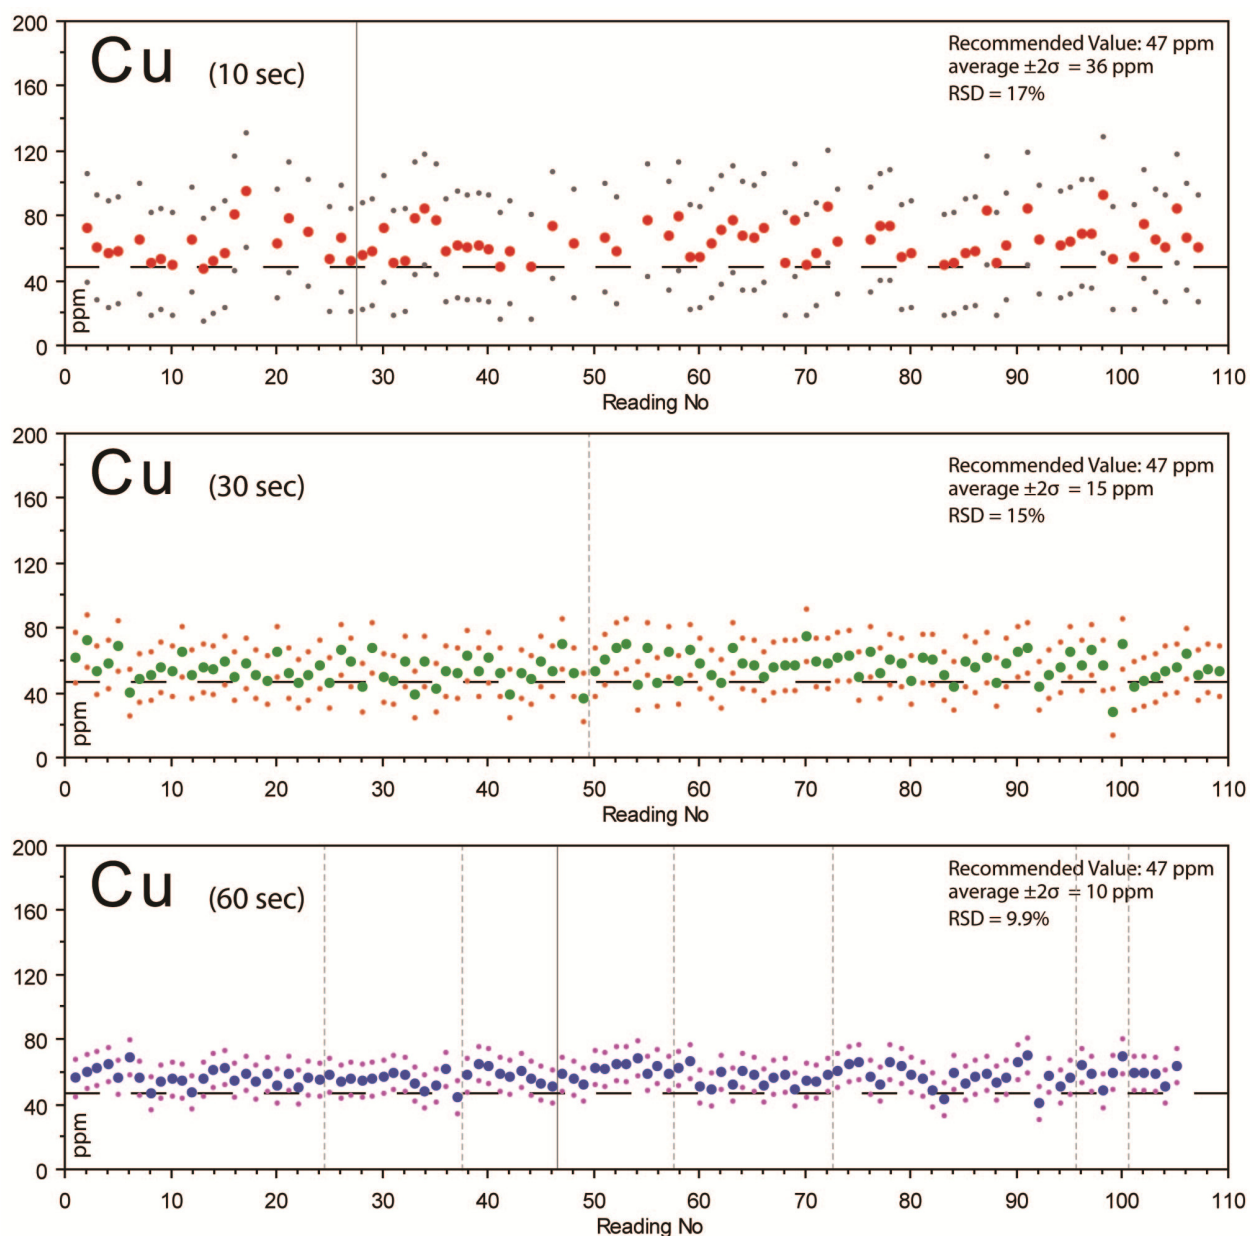 Cu (10 sec)
Recommended Value: 47 ppm
average ±2σ = 36 ppm
RSD = 17%
200
160
120
80
40
0
ppm
0 10 20 30 40 50 60 70 80 90 100 110
Reading No
Cu (30 sec)
Recommended Value: 47 ppm
average ±2σ = 15 ppm
RSD = 15%
200
160
120
80
40
0
ppm
0 10 20 30 40 50 60 70 80 90 100 110
Reading No
Cu (60 sec)
Recommended Value: 47 ppm
average ±2σ = 10 ppm
RSD = 9.9%
200
160
120
80
40
0
ppm
0 10 20 30 40 50 60 70 80 90 100 110
Reading No